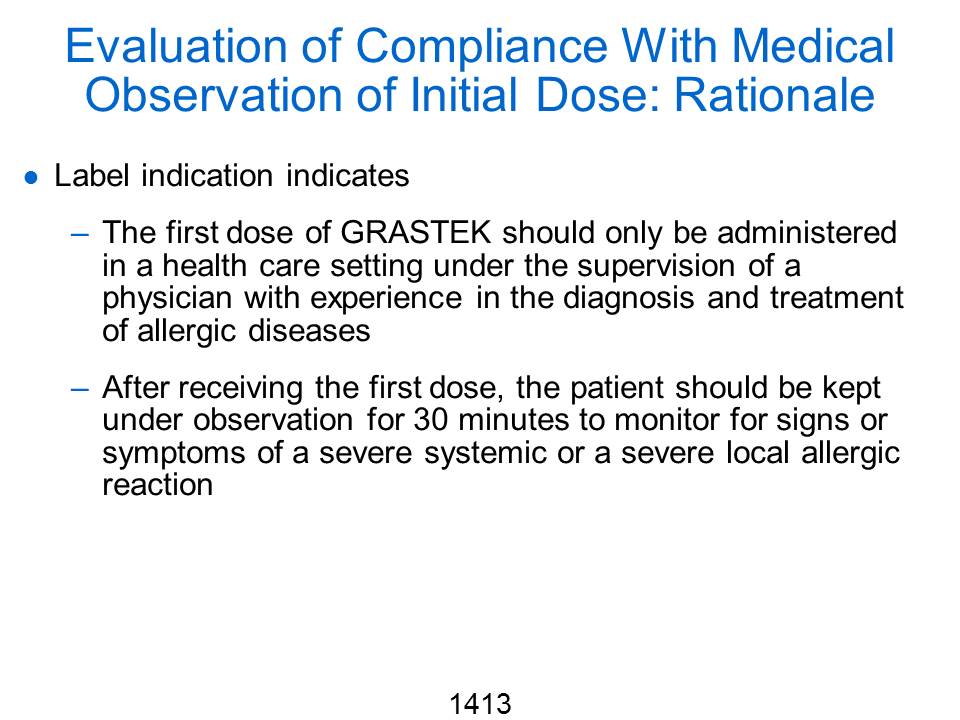 Evaluation of Compliance With Medical
Observation of Initial Dose: Rationale
● Label indication indicates
– The first dose of GRASTEK should only be administered
in a health care setting under the supervision of a
physician with experience in the diagnosis and treatment
of allergic diseases
– After receiving the first dose, the patient should be kept
under observation for 30 minutes to monitor for signs or
symptoms of a severe systemic or a severe local allergic
reaction
1413